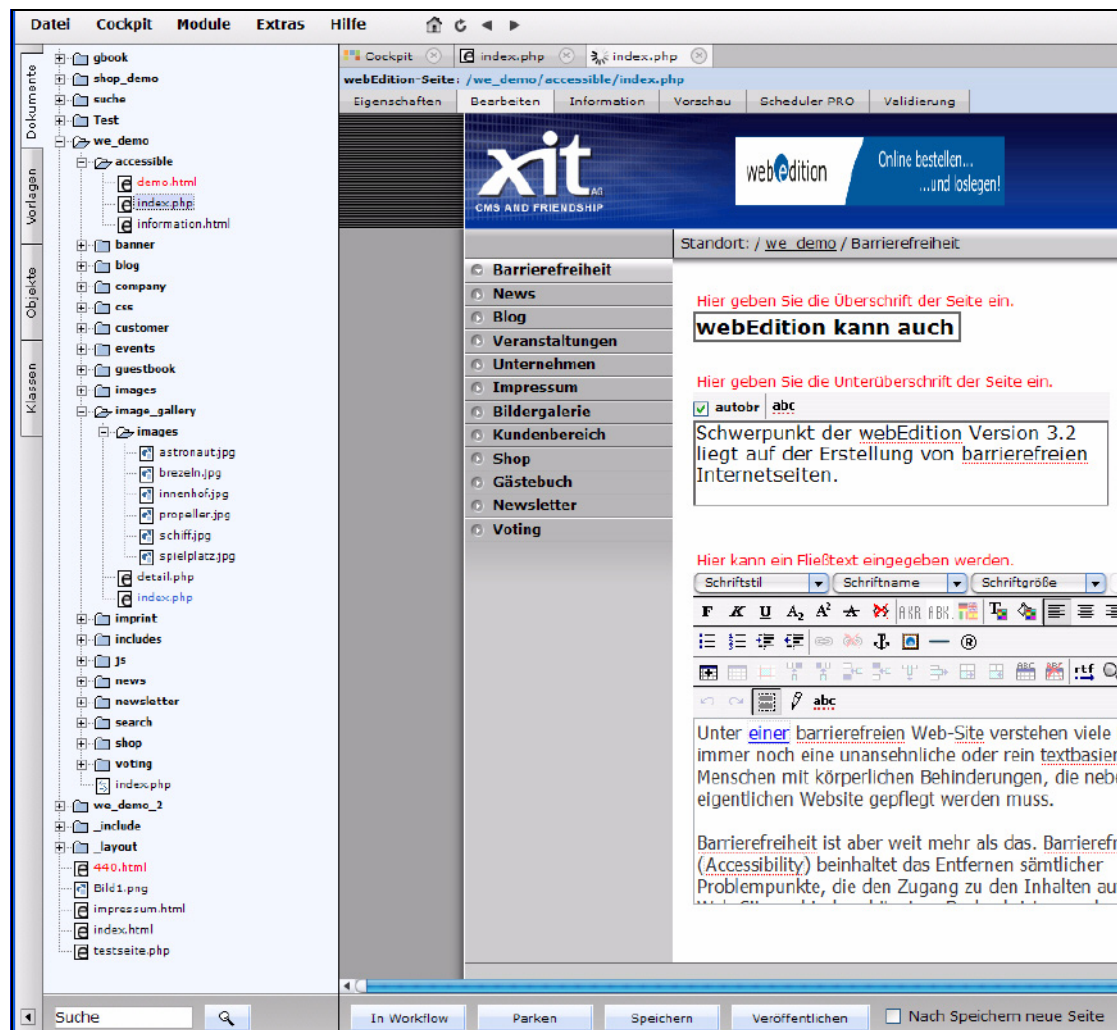 Datei Cockpit Module Extras Hilfe
Dokumente
Vorlagen
Objekte
Klassen
gbook
shop_demo
suche
Test
we_demo
accessible
demo.html
index.php
information.html
banner
blog
company
css
customer
events
guestbook
images
image_gallery
images
astronaut.jpg
brezeln.jpg
innenhof.jpg
propeller.jpg
schiff.jpg
spielplatz.jpg
detail.php
index.php
imprint
includes
js
news
newsletter
search
shop
voting
index.php
we_demo_2
_include
_layout
440.html
Bild1.png
impressum.html
index.html
testseite.php
Suche
Cockpit index.php index.php
webEdition-Seite: /we_demo/accessible/index.php
Eigenschaften Bearbeiten Information Vorschau Scheduler PRO Validierung
xit AG
CMS AND FRIENDSHIP
webedition
Online bestellen...
...und loslegen!
Standort: / we_demo / Barrierefreiheit
Barrierefreiheit
News
Blog
Veranstaltungen
Unternehmen
Impressum
Bildergalerie
Kundenbereich
Shop
Gästebuch
Newsletter
Voting
Hier geben Sie die Überschrift der Seite ein.
webEdition kann auch
Hier geben Sie die Unterüberschrift der Seite ein.
autobr abc
Schwerpunkt der webEdition Version 3.2
liegt auf der Erstellung von barrierefreien
Internetseiten.
Hier kann ein Fließtext eingegeben werden.
Schriftstil Schriftname Schriftgröße
F K U A2 A2 A
rtf
abc
Unter einer barrierefreien Web-Site verstehen viele
immer noch eine unansehnliche oder rein textbasier
Menschen mit körperlichen Behinderungen, die nebe
eigentlichen Website gepflegt werden muss.
Barrierefreiheit ist aber weit mehr als das. Barrierefr
(Accessibility) beinhaltet das Entfernen sämtlicher
Problempunkte, die den Zugang zu den Inhalten au
In Workflow Parken Speichern Veröffentlichen Nach Speichern neue Seite